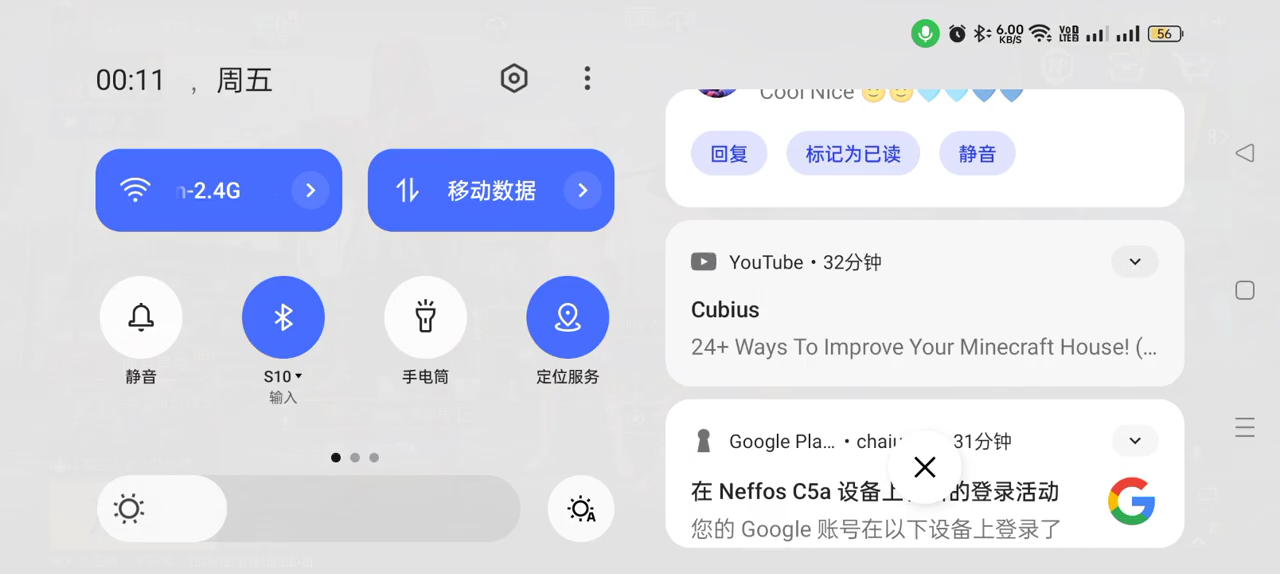 00:11 ，周五
6.00 KB/S
VoD LTE2
56
n-2.4G
移动数据
静音
S10
输入
手电筒
定位服务
A
Cool Nice 🙂🙂🩵🩵💙💙
回复
标记为已读
静音
YouTube • 32分钟
Cubius
24+ Ways To Improve Your Minecraft House! (...
Google Pla... • chai 31分钟
在 Neffos C5a 设备上 的登录活动
您的 Google 账号在以下设备上登录了